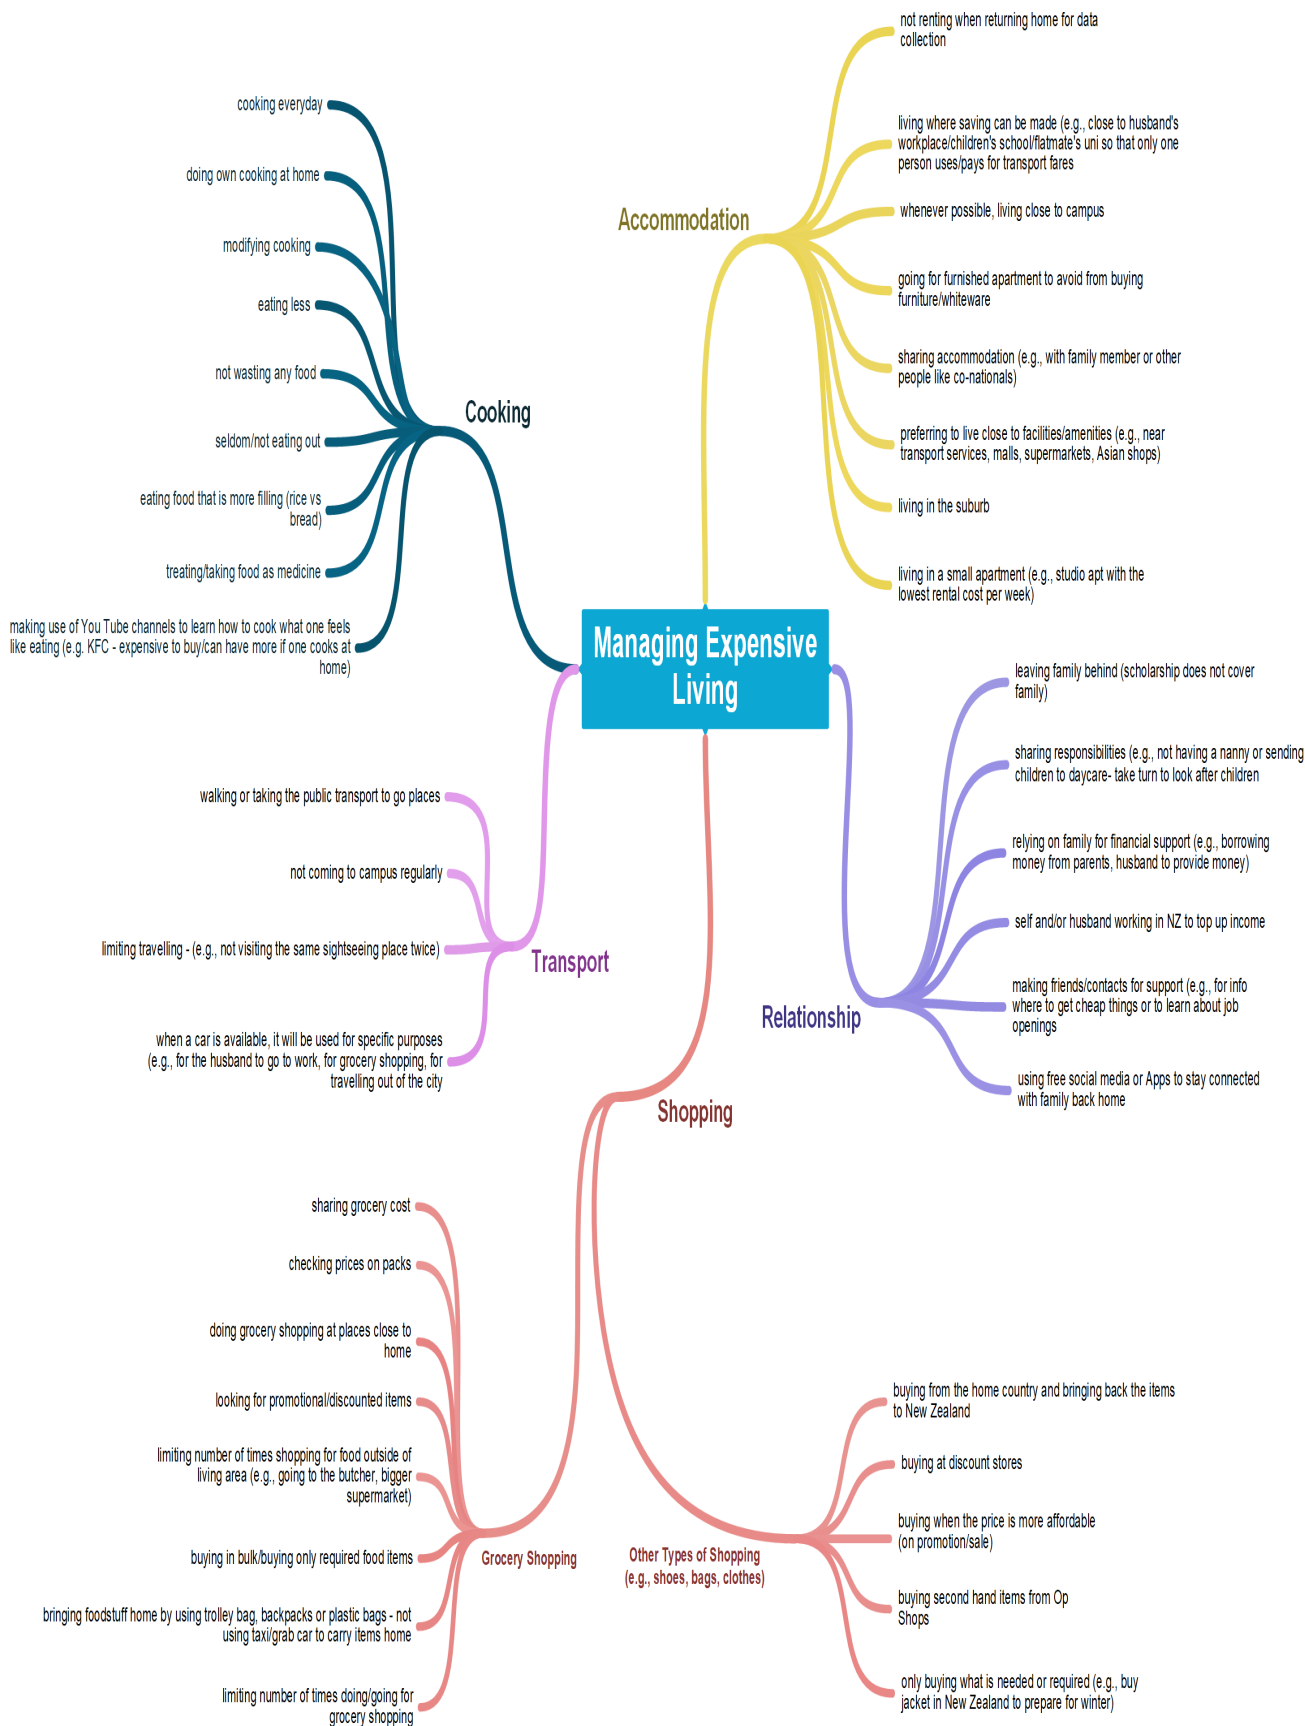 Managing Expensive
Living
Accommodation
not renting when returning home for data
collection
living where saving can be made (e.g., close to husband's
workplace/children's school/flatmate's uni so that only one
person uses/pays for transport fares
whenever possible, living close to campus
going for furnished apartment to avoid from buying
furniture/whiteware
sharing accommodation (e.g., with family member or other
people like co-nationals)
preferring to live close to facilities/amenities (e.g., near
transport services, malls, supermarkets, Asian shops)
living in the suburb
living in a small apartment (e.g., studio apt with the
lowest rental cost per week)
Relationship
leaving family behind (scholarship does not cover
family)
sharing responsibilities (e.g., not having a nanny or sending
children to daycare- take turn to look after children
relying on family for financial support (e.g., borrowing
money from parents, husband to provide money)
self and/or husband working in NZ to top up income
making friends/contacts for support (e.g., for info
where to get cheap things or to learn about job
openings
using free social media or Apps to stay connected
with family back home
Cooking
cooking everyday
doing own cooking at home
modifying cooking
eating less
not wasting any food
seldom/not eating out
eating food that is more filling (rice vs
bread)
treating/taking food as medicine
making use of You Tube channels to learn how to cook what one feels
like eating (e.g. KFC - expensive to buy/can have more if one cooks at
home)
Transport
walking or taking the public transport to go places
not coming to campus regularly
limiting travelling - (e.g., not visiting the same sightseeing place twice)
when a car is available, it will be used for specific purposes
(e.g., for the husband to go to work, for grocery shopping, for
travelling out of the city
Shopping
Grocery Shopping
sharing grocery cost
checking prices on packs
doing grocery shopping at places close to
home
looking for promotional/discounted items
limiting number of times shopping for food outside of
living area (e.g., going to the butcher, bigger
supermarket)
buying in bulk/buying only required food items
bringing foodstuff home by using trolley bag, backpacks or plastic bags - not
using taxi/grab car to carry items home
limiting number of times doing/going for
grocery shopping
Other Types of Shopping
(e.g., shoes, bags, clothes)
buying from the home country and bringing back the items
to New Zealand
buying at discount stores
buying when the price is more affordable
(on promotion/sale)
buying second hand items from Op
Shops
only buying what is needed or required (e.g., buy
jacket in New Zealand to prepare for winter)